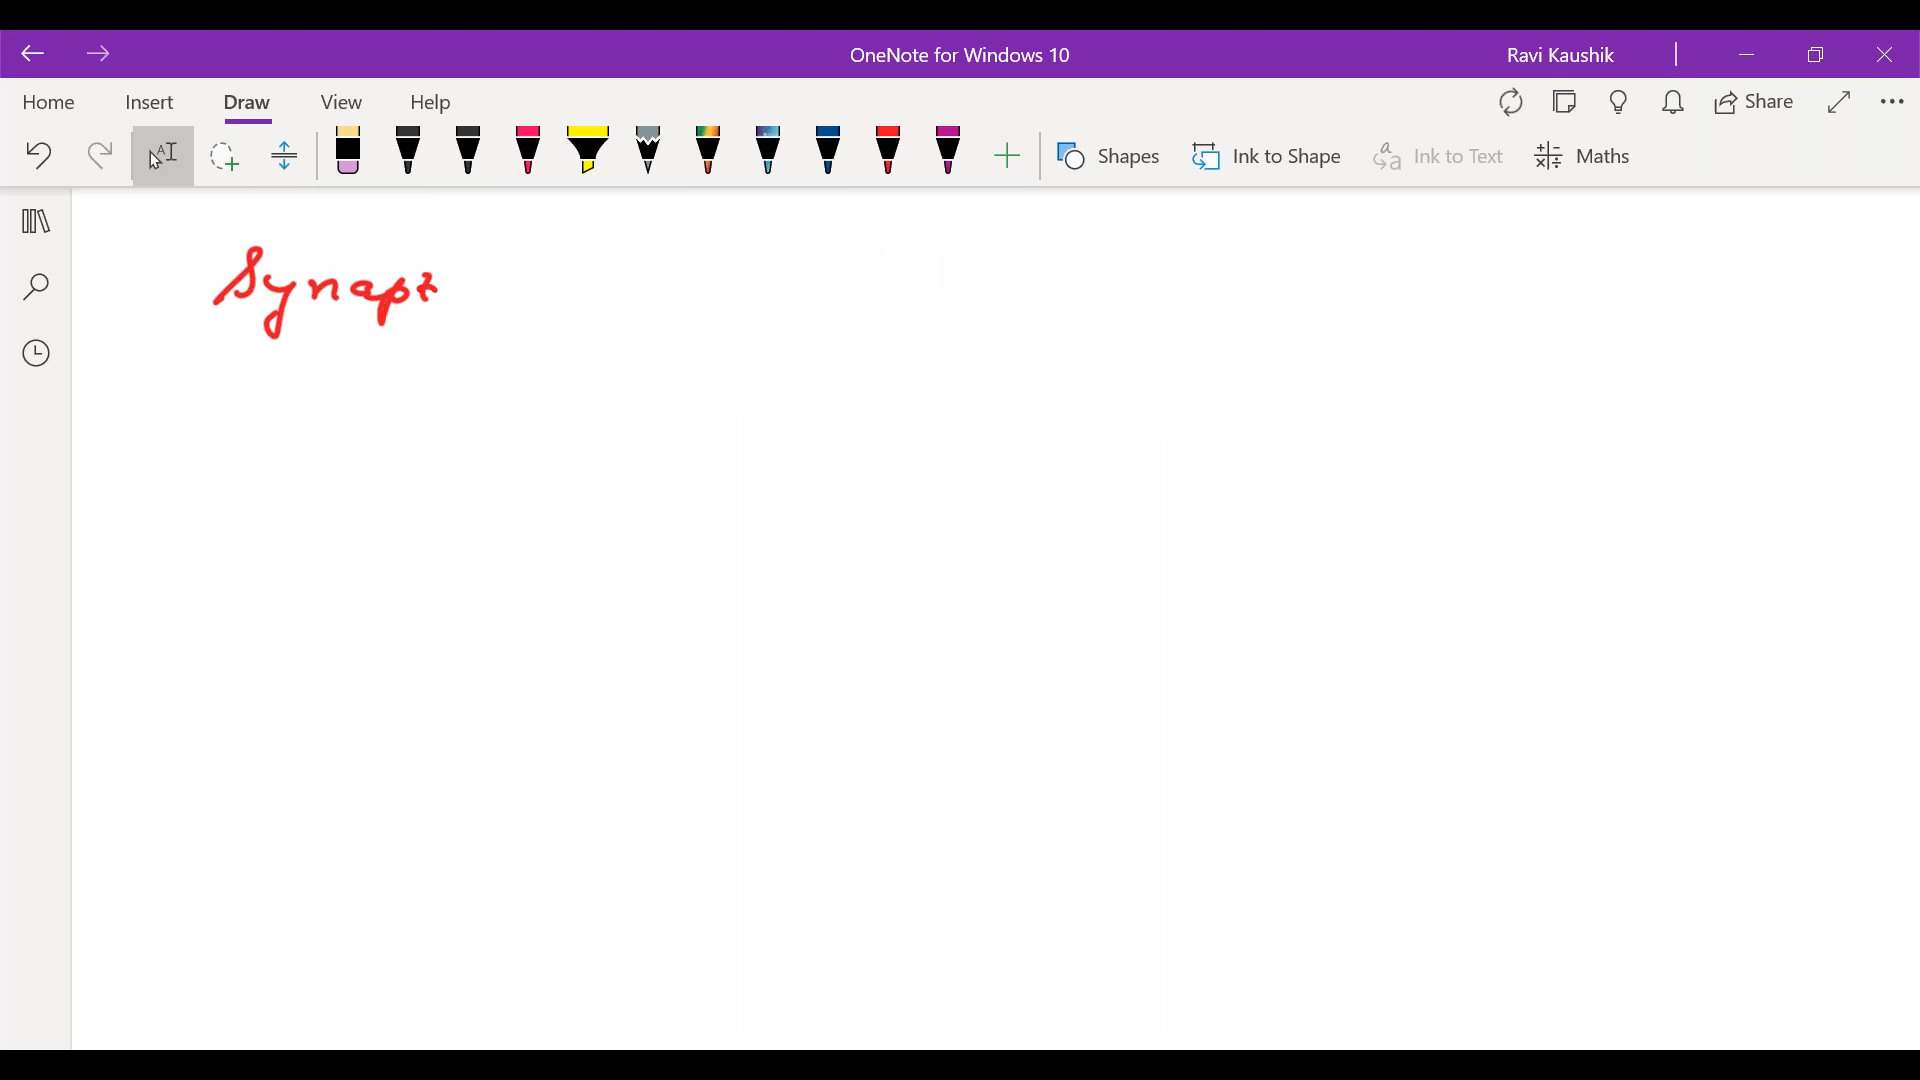 OneNote for Windows 10 Ravi Kaushik
Home Insert Draw View Help Share
Shapes Ink to Shape Ink to Text Maths
Synapt